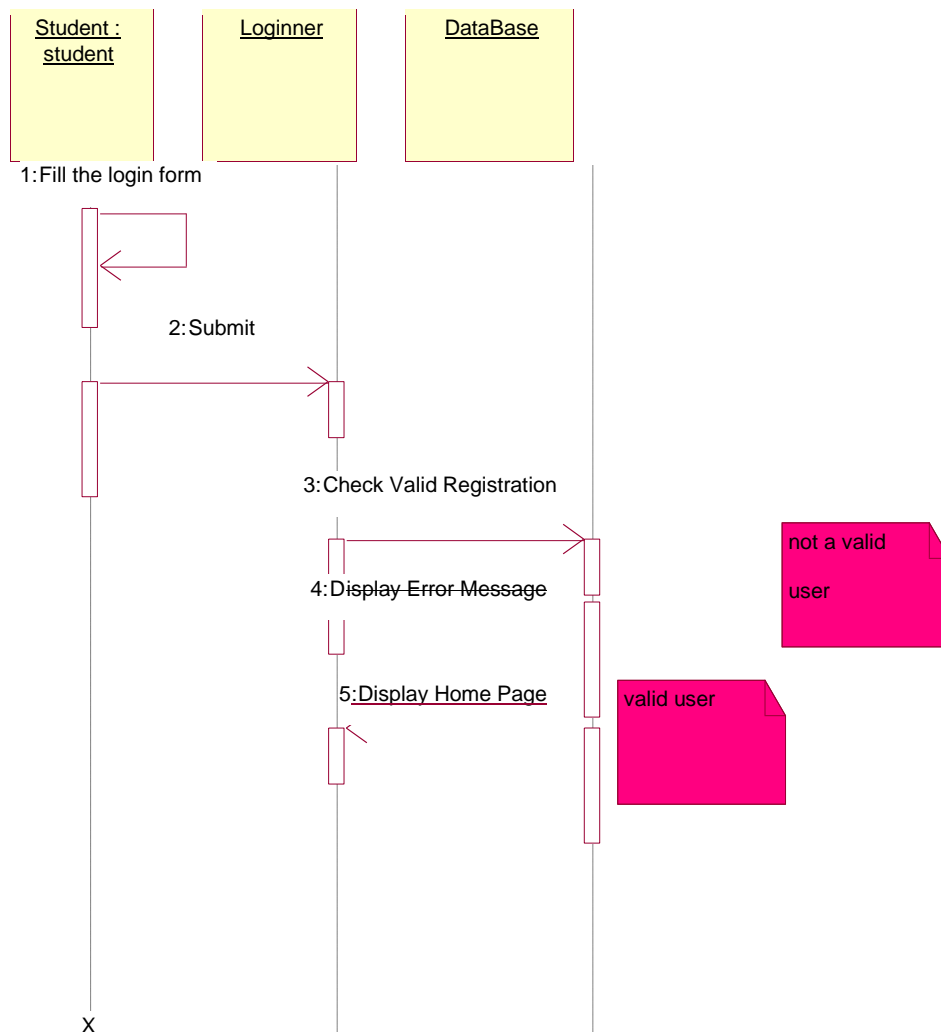 Student :
student
Loginner
DataBase
1:Fill the login form
2:Submit
3:Check Valid Registration
not a valid
user
4:Display Error Message
5:Display Home Page
valid user
X